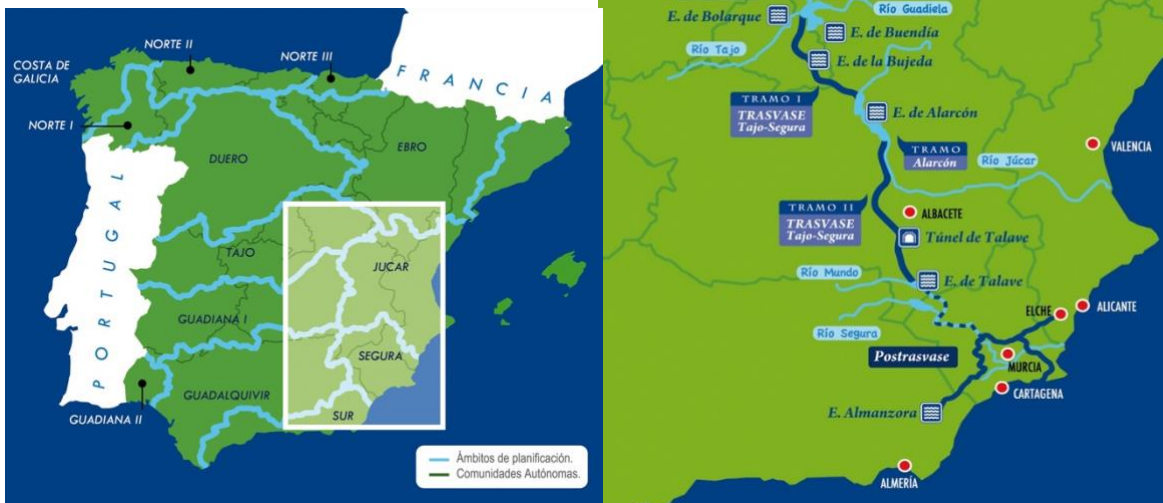 NORTE II
NORTE III
COSTA DE
GALICIA
FRANCIA
NORTE I
DUERO
EBRO
PORTUGAL
TAJO
JUCAR
GUADIANA I
SEGURA
GUADALQUIVIR
GUADIANA II
SUR
Ámbitos de planificación.
Comunidades Autónomas.
E. de Bolarque
Río Guadiela
E. de Buendía
Río Tajo
E. de la Bujeda
TRAMO I
TRASVASE
Tajo-Segura
E. de Alarcón
VALENCIA
TRAMO
Alarcón
Río Júcar
TRAMO II
TRASVASE
Tajo-Segura
ALBACETE
Túnel de Talave
Río Mundo
E. de Talave
ELCHE
ALICANTE
Río Segura
Postrasvase
MURCIA
CARTAGENA
E. Almanzora
ALMERÍA